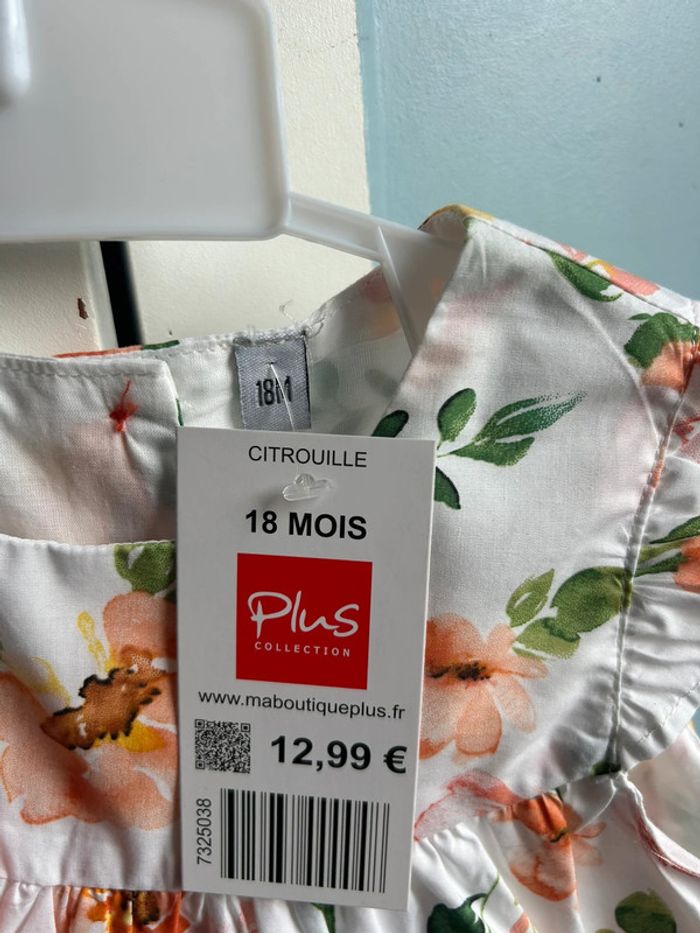 18M
CITROUILLE
18 MOIS
Plus
COLLECTION
www.maboutiqueplus.fr
12,99 €
7325038